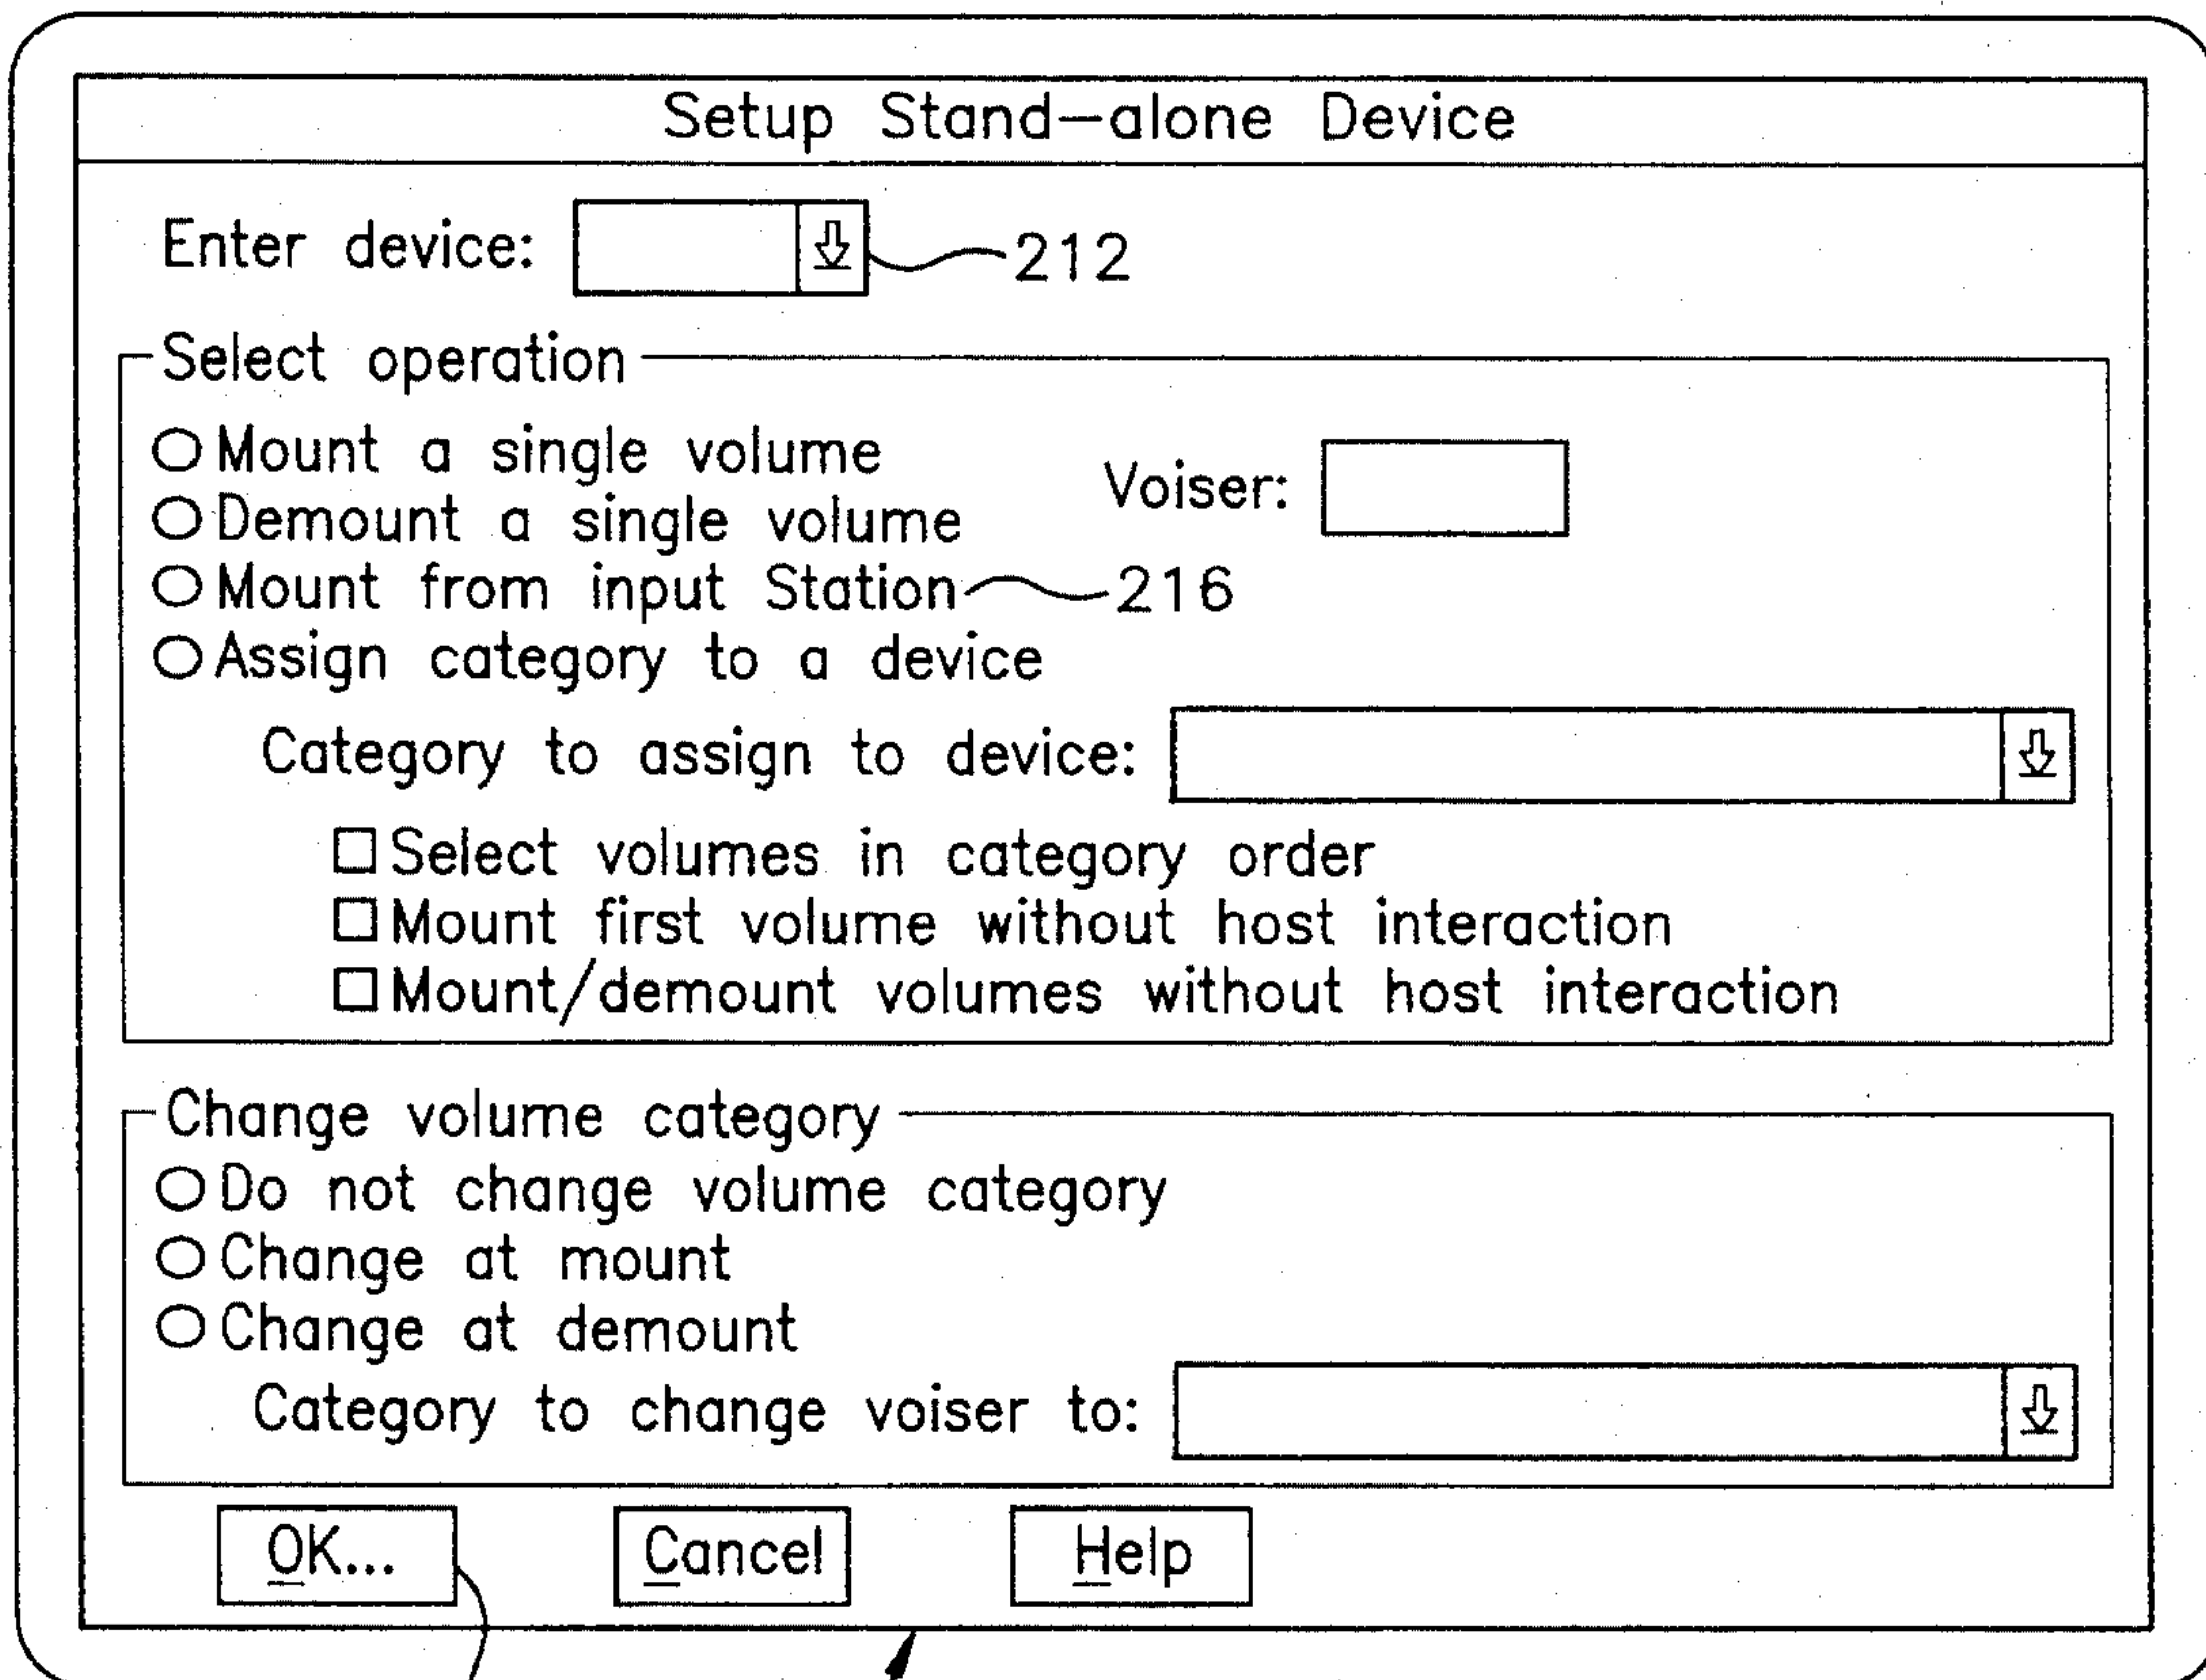 Setup Stand-alone Device
Enter device: 212
Select operation
Mount a single volume
Voiser:
Demount a single volume
Mount from input Station 216
Assign category to a device
Category to assign to device:
Select volumes in category order
Mount first volume without host interaction
Mount/demount volumes without host interaction
Change volume category
Do not change volume category
Change at mount
Change at demount
Category to change voiser to:
OK... Cancel Help